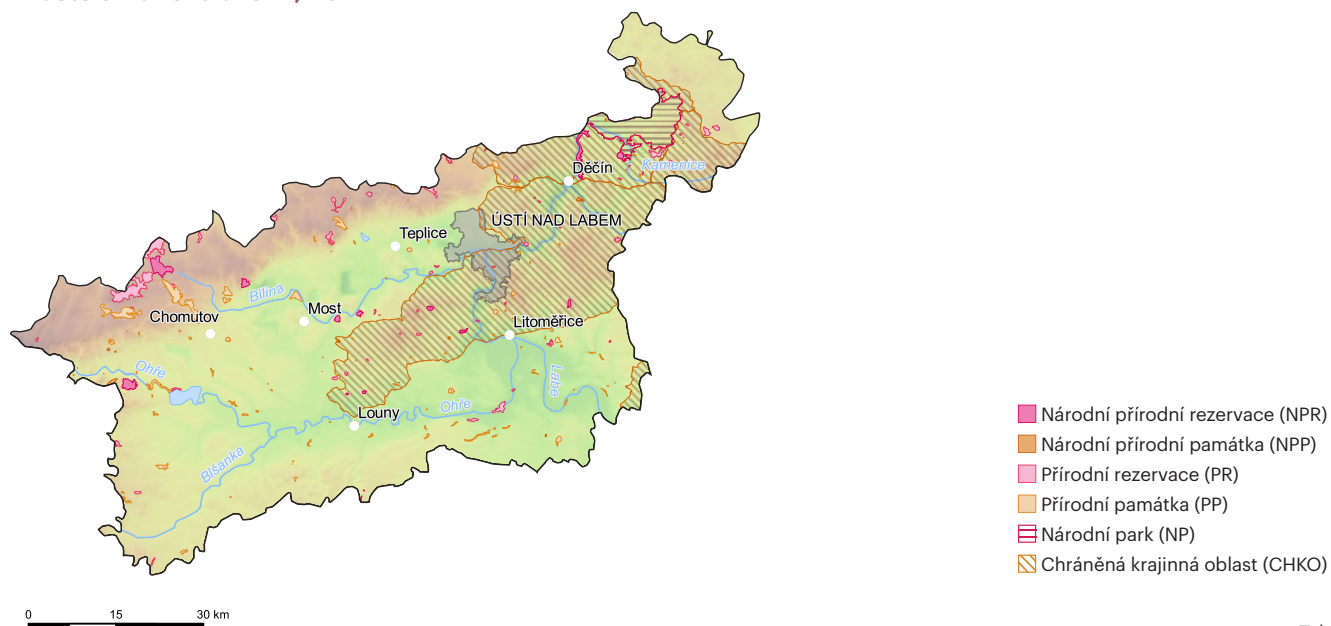 Kamenice
Děčín
ÚSTÍ NAD LABEM
Teplice
Bílina
Most
Chomutov
Litoměřice
Ohře
Labe
Ohře
Louny
Blšanka
Národní přírodní rezervace (NPR)
Národní přírodní památka (NPP)
Přírodní rezervace (PR)
Přírodní památka (PP)
Národní park (NP)
Chráněná krajinná oblast (CHKO)
0 15 30 km